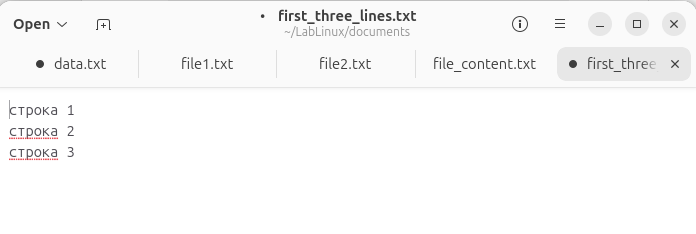 Open
• first_three_lines.txt
~/LabLinux/documents
• data.txt
file1.txt
file2.txt
file_content.txt
• first_three
строка 1
строка 2
строка 3